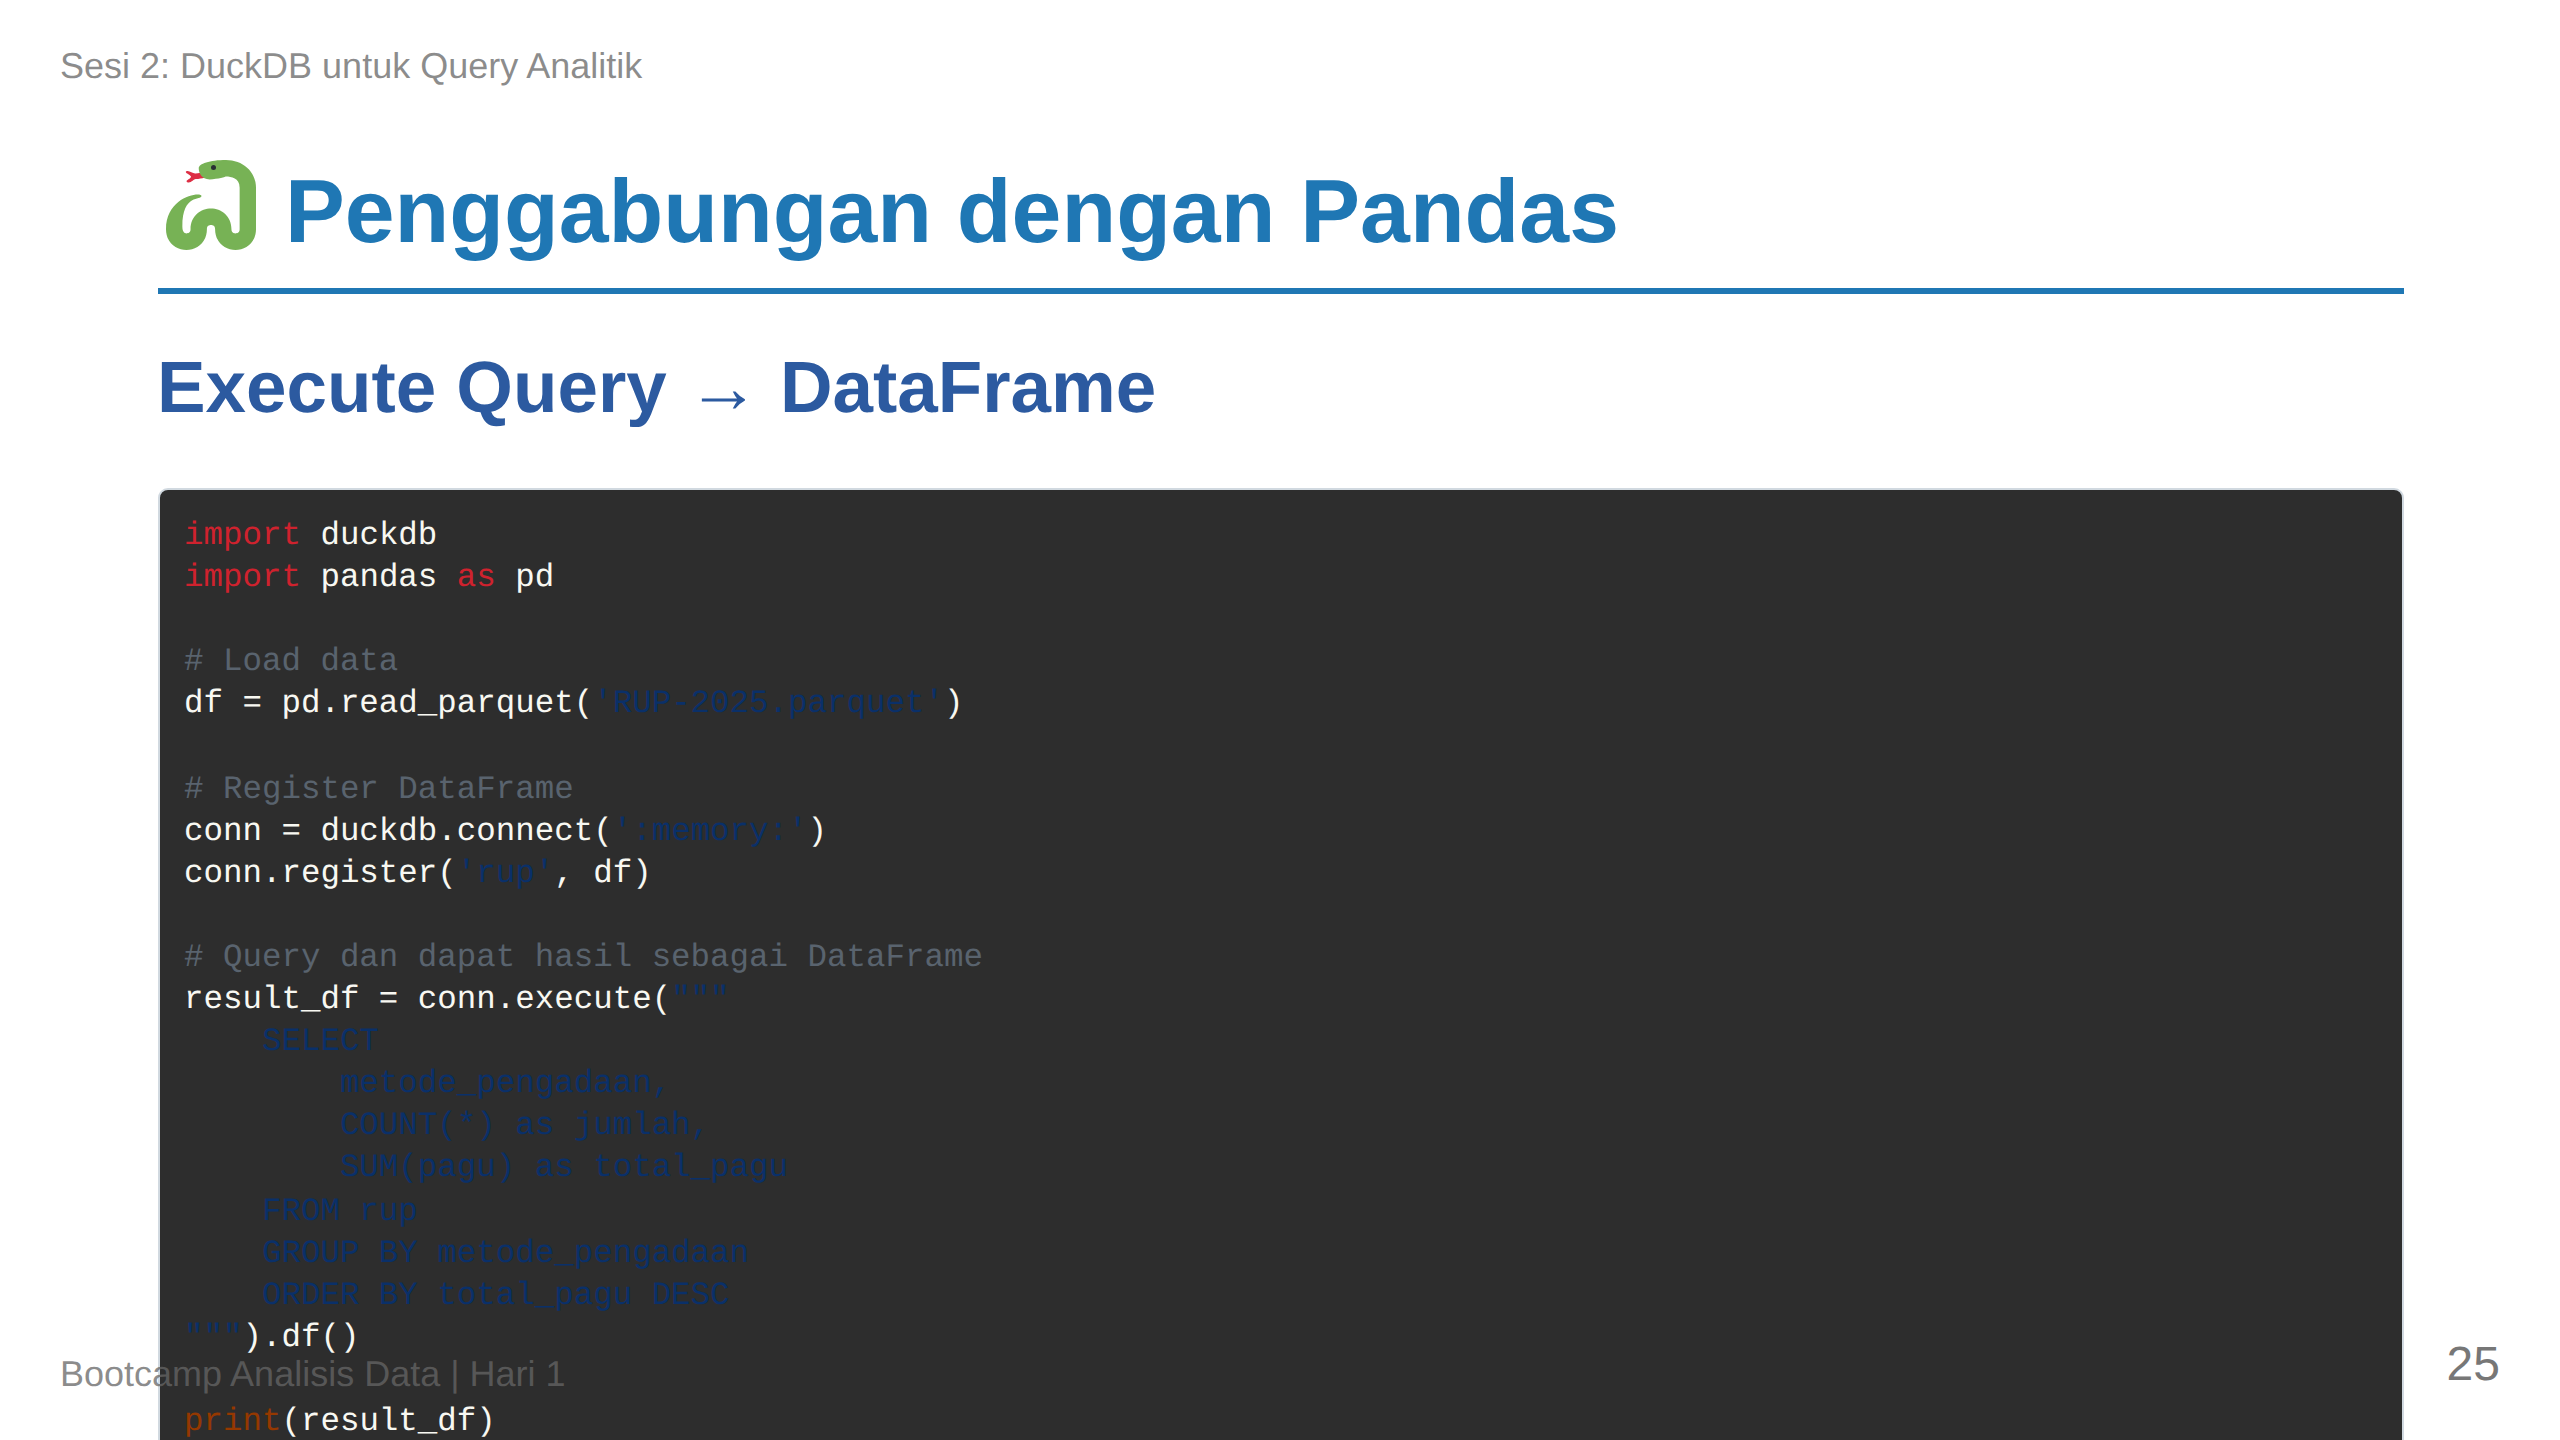 Sesi 2: DuckDB untuk Query Analitik
Penggabungan dengan Pandas
Execute Query → DataFrame
import duckdb
import pandas as pd
# Load data
df = pd.read_parquet('RUP-2025.parquet')
# Register DataFrame
conn = duckdb.connect(':memory:')
conn.register('rup', df)
# Query dan dapat hasil sebagai DataFrame
result_df = conn.execute("""
    SELECT
        metode_pengadaan,
        COUNT(*) as jumlah,
        SUM(pagu) as total_pagu
    FROM rup
    GROUP BY metode_pengadaan
    ORDER BY total_pagu DESC
""").df()
print(result_df)
Bootcamp Analisis Data | Hari 1
25